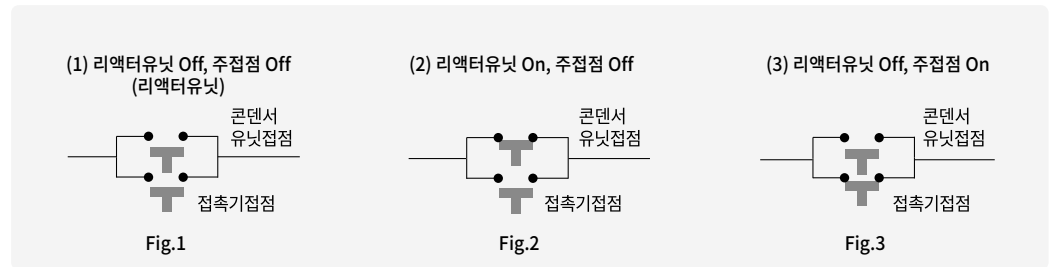 (1) 리액터유닛 Off, 주접점 Off
(리액터유닛)
콘덴서
유닛접점
접촉기접점
Fig.1
(2) 리액터유닛 On, 주접점 Off
콘덴서
유닛접점
접촉기접점
Fig.2
(3) 리액터유닛 Off, 주접점 On
콘덴서
유닛접점
접촉기접점
Fig.3